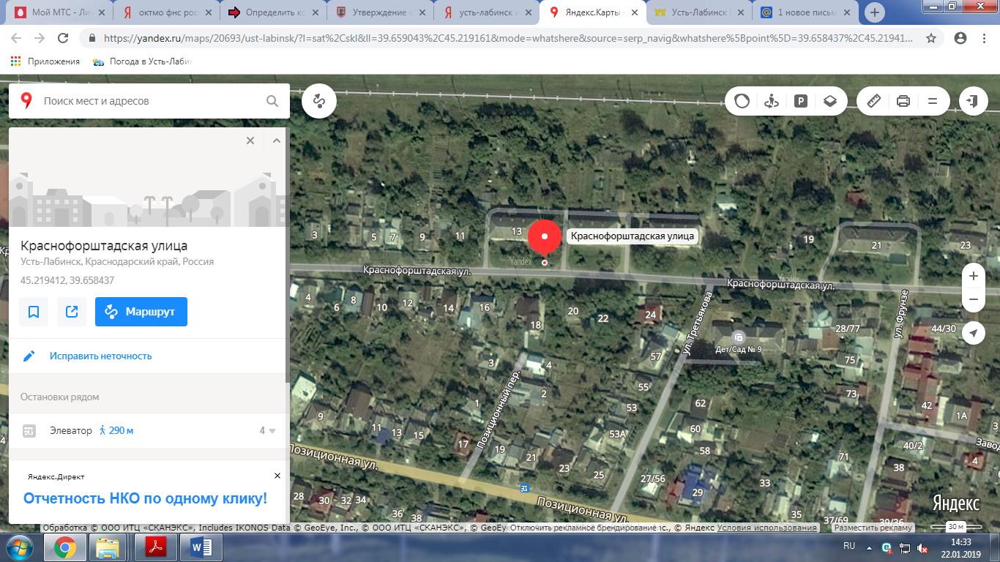 Мой МТС - Ли
октмо фнс рос
Определить ко
Утверждение с
усть-лабинск и
Яндекс.Карты
Усть-Лабинск
1 новое письм
https://yandex.ru/maps/20693/ust-labinsk/?l=sat%2Cskl&ll=39.659043%2C45.219161&mode=whatshere&source=serp_navig&whatshere%5Bpoint%5D=39.658437%2C45.21941...
Приложения
Погода в Усть-Лаби
Поиск мест и адресов
Краснофорштадская улица
Усть-Лабинск, Краснодарский край, Россия
45.219412, 39.658437
Маршрут
Исправить неточность
Остановки рядом
Элеватор 290 м 4
Яндекс.Директ
Отчетность НКО по одному клику!
3 5 7 9 11 13 19 21 23
Краснофорштадская улица
Yandex
Краснофорштадская ул.
Yandex
Краснофорштадская ул.
4 6 8 10 12 14 16 18 20 22 24
ул. Третьякова
ул. Фрунзе
28/77 44/30
Дет/Сад № 9
3 4 57 75
1 2 55 53 73
9 11 13 15 17 53А 62 60 58 42 1А 3
Позиционный пер.
19 21 23 25 27/56 29 33 71 40/2 38 4
Завод
4
Позиционная ул.
28 30 32 34 36 38
Позиционная ул.
35 37/69 39/36
Яндекс
Обработка © ООО ИТЦ «СКАНЭКС», Includes IKONOS Data © GeoEye, Inc., © ООО ИТЦ «СКАНЭКС», © GeoEye Отключить рекламное брендирование nc., © Яндекс Условия использования
Разместить рекламу
30 м
RU
14:33
22.01.2019